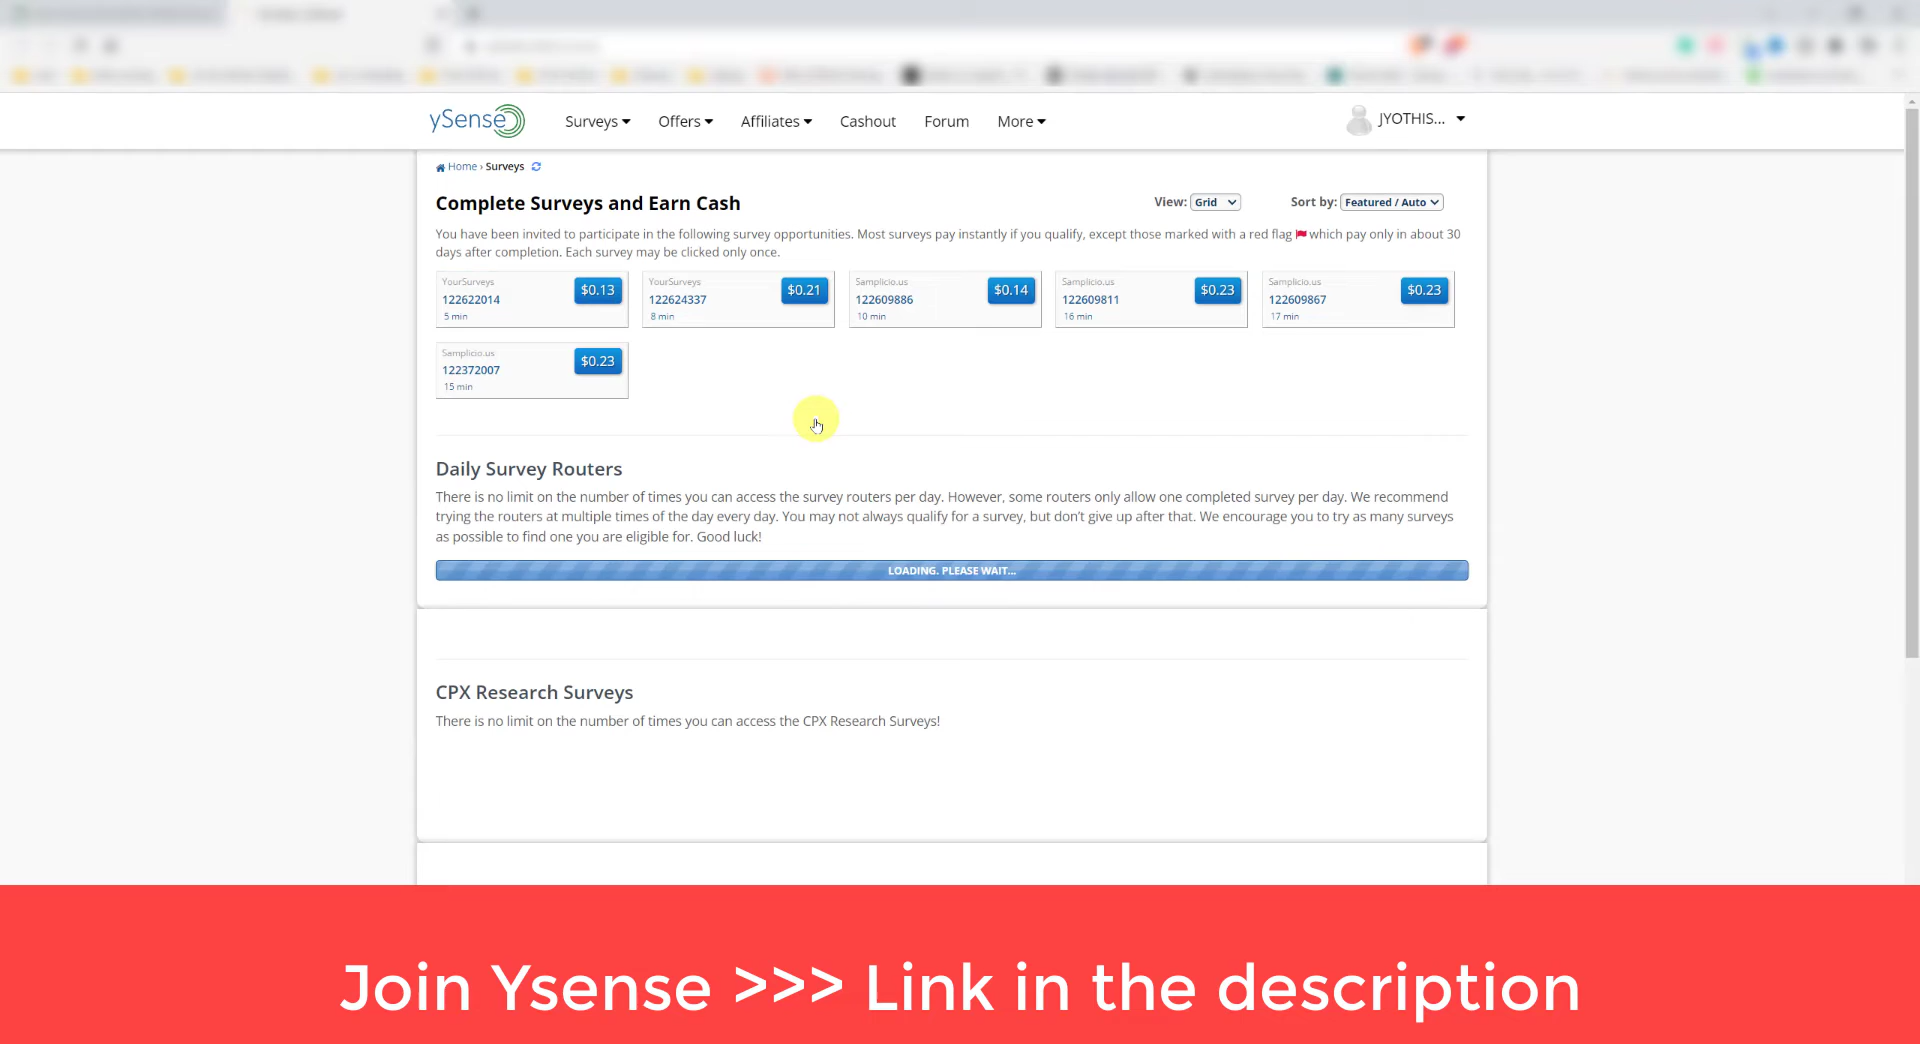 ySense
Surveys
Offers
Affiliates
Cashout
Forum
More
JYOTHIS...
Home › Surveys
Complete Surveys and Earn Cash
View: Grid
Sort by: Featured / Auto
You have been invited to participate in the following survey opportunities. Most surveys pay instantly if you qualify, except those marked with a red flag which pay only in about 30
days after completion. Each survey may be clicked only once.
YourSurveys
122622014
5 min
$0.13
YourSurveys
122624337
8 min
$0.21
Samplicio.us
122609886
10 min
$0.14
Samplicio.us
122609811
16 min
$0.23
Samplicio.us
122609867
17 min
$0.23
Samplicio.us
122372007
15 min
$0.23
Daily Survey Routers
There is no limit on the number of times you can access the survey routers per day. However, some routers only allow one completed survey per day. We recommend
trying the routers at multiple times of the day every day. You may not always qualify for a survey, but don't give up after that. We encourage you to try as many surveys
as possible to find one you are eligible for. Good luck!
LOADING. PLEASE WAIT...
CPX Research Surveys
There is no limit on the number of times you can access the CPX Research Surveys!
Join Ysense >>> Link in the description